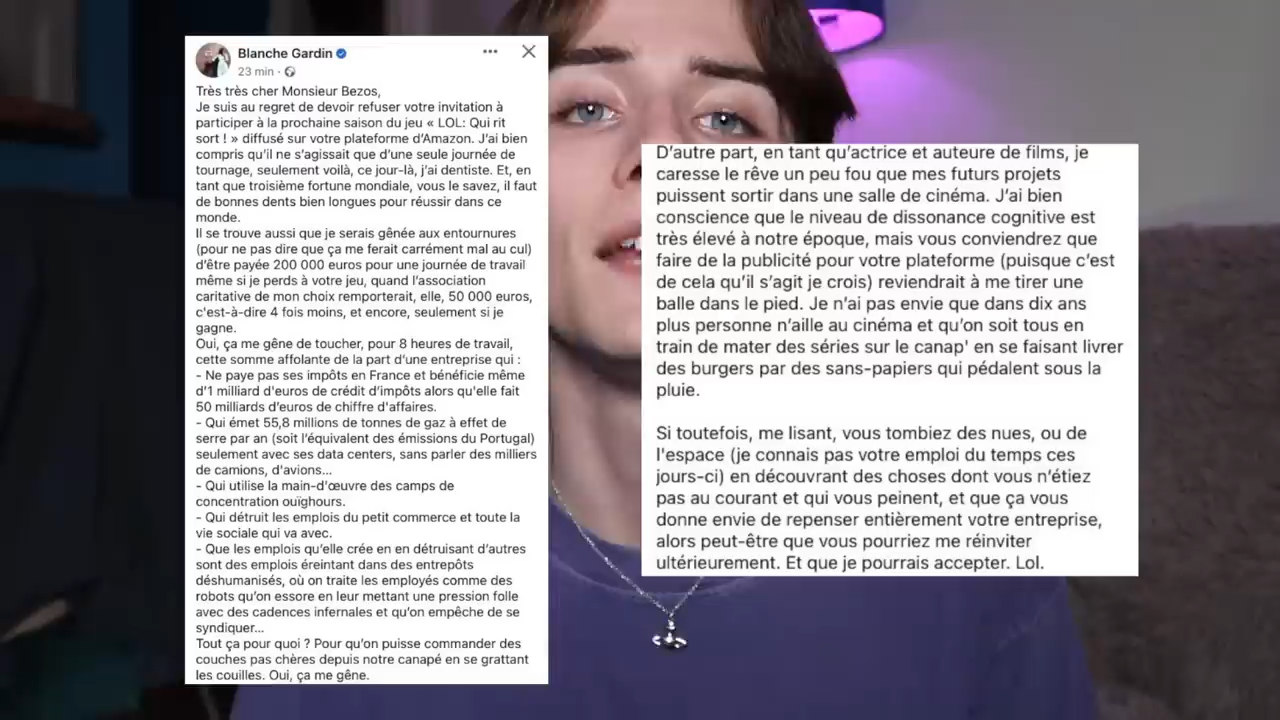 Blanche Gardin
23 min ·
Très très cher Monsieur Bezos,
Je suis au regret de devoir refuser votre invitation à
participer à la prochaine saison du jeu « LOL: Qui rit
sort ! » diffusé sur votre plateforme d'Amazon. J'ai bien
compris qu'il ne s'agissait que d'une seule journée de
tournage, seulement voilà, ce jour-là, j'ai dentiste. Et, en
tant que troisième fortune mondiale, vous le savez, il faut
de bonnes dents bien longues pour réussir dans ce
monde.
Il se trouve aussi que je serais gênée aux entournures
(pour ne pas dire que ça me ferait carrément mal au cul)
d'être payée 200 000 euros pour une journée de travail
même si je perds à votre jeu, quand l'association
caritative de mon choix remporterait, elle, 50 000 euros,
c'est-à-dire 4 fois moins, et encore, seulement si je
gagne.
Oui, ça me gêne de toucher, pour 8 heures de travail,
cette somme affolante de la part d'une entreprise qui :
- Ne paye pas ses impôts en France et bénéficie même
d'1 milliard d'euros de crédit d'impôts alors qu'elle fait
50 milliards d'euros de chiffre d'affaires.
- Qui émet 55,8 millions de tonnes de gaz à effet de
serre par an (soit l'équivalent des émissions du Portugal)
seulement avec ses data centers, sans parler des milliers
de camions, d'avions...
- Qui utilise la main-d'œuvre des camps de
concentration ouïghours.
- Qui détruit les emplois du petit commerce et toute la
vie sociale qui va avec.
- Que les emplois qu'elle crée en en détruisant d'autres
sont des emplois éreintant dans des entrepôts
déshumanisés, où on traite les employés comme des
robots qu'on essore en leur mettant une pression folle
avec des cadences infernales et qu'on empêche de se
syndiquer...
Tout ça pour quoi ? Pour qu'on puisse commander des
couches pas chères depuis notre canapé en se grattant
les couilles. Oui, ça me gêne.
D'autre part, en tant qu'actrice et auteure de films, je
caresse le rêve un peu fou que mes futurs projets
puissent sortir dans une salle de cinéma. J'ai bien
conscience que le niveau de dissonance cognitive est
très élevé à notre époque, mais vous conviendrez que
faire de la publicité pour votre plateforme (puisque c'est
de cela qu'il s'agit je crois) reviendrait à me tirer une
balle dans le pied. Je n'ai pas envie que dans dix ans
plus personne n'aille au cinéma et qu'on soit tous en
train de mater des séries sur le canap' en se faisant livrer
des burgers par des sans-papiers qui pédalent sous la
pluie.
Si toutefois, me lisant, vous tombiez des nues, ou de
l'espace (je connais pas votre emploi du temps ces
jours-ci) en découvrant des choses dont vous n'étiez
pas au courant et qui vous peinent, et que ça vous
donne envie de repenser entièrement votre entreprise,
alors peut-être que vous pourriez me réinviter
ultérieurement. Et que je pourrais accepter. Lol.